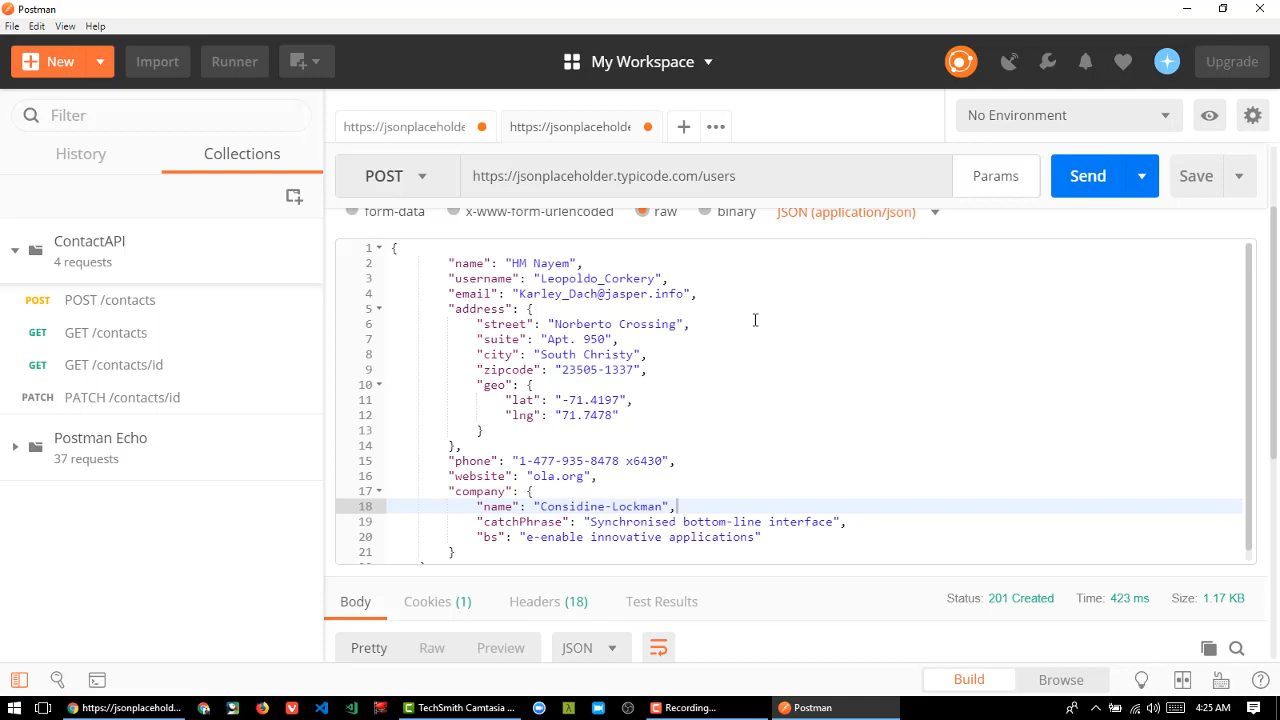 Postman
File Edit View Help
New Import Runner My Workspace Upgrade
Filter
History Collections
ContactAPI
4 requests
POST POST /contacts
GET GET /contacts
GET GET /contacts/id
PATCH PATCH /contacts/id
Postman Echo
37 requests
https://jsonplaceholde https://jsonplaceholde No Environment
POST https://jsonplaceholder.typicode.com/users Params Send Save
form-data x-www-form-urlencoded raw binary JSON (application/json)
1 {
2 "name": "HM Nayem",
3 "username": "Leopoldo_Corkery",
4 "email": "Karley_Dach@jasper.info",
5 "address": {
6 "street": "Norberto Crossing",
7 "suite": "Apt. 950",
8 "city": "South Christy",
9 "zipcode": "23505-1337",
10 "geo": {
11 "lat": "-71.4197",
12 "lng": "71.7478"
13 }
14 },
15 "phone": "1-477-935-8478 x6430",
16 "website": "ola.org",
17 "company": {
18 "name": "Considine-Lockman",
19 "catchPhrase": "Synchronised bottom-line interface",
20 "bs": "e-enable innovative applications"
21 }
Body Cookies (1) Headers (18) Test Results Status: 201 Created Time: 423 ms Size: 1.17 KB
Pretty Raw Preview JSON
Build Browse
https://jsonplacehold... TechSmith Camtasia ... Recording... Postman 4:25 AM